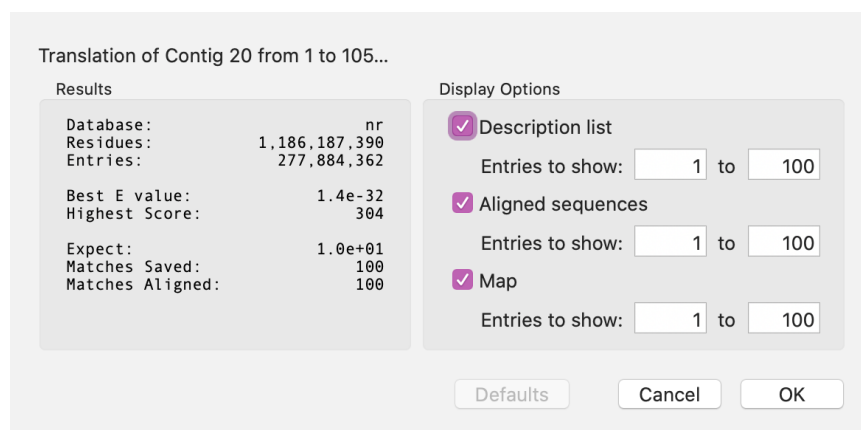 Translation of Contig 20 from 1 to 105...
Results
Database: nr
Residues: 1,186,187,390
Entries: 277,884,362
Best E value: 1.4e-32
Highest Score: 304
Expect: 1.0e+01
Matches Saved: 100
Matches Aligned: 100
Display Options
Description list
Entries to show: 1 to 100
Aligned sequences
Entries to show: 1 to 100
Map
Entries to show: 1 to 100
Defaults Cancel OK